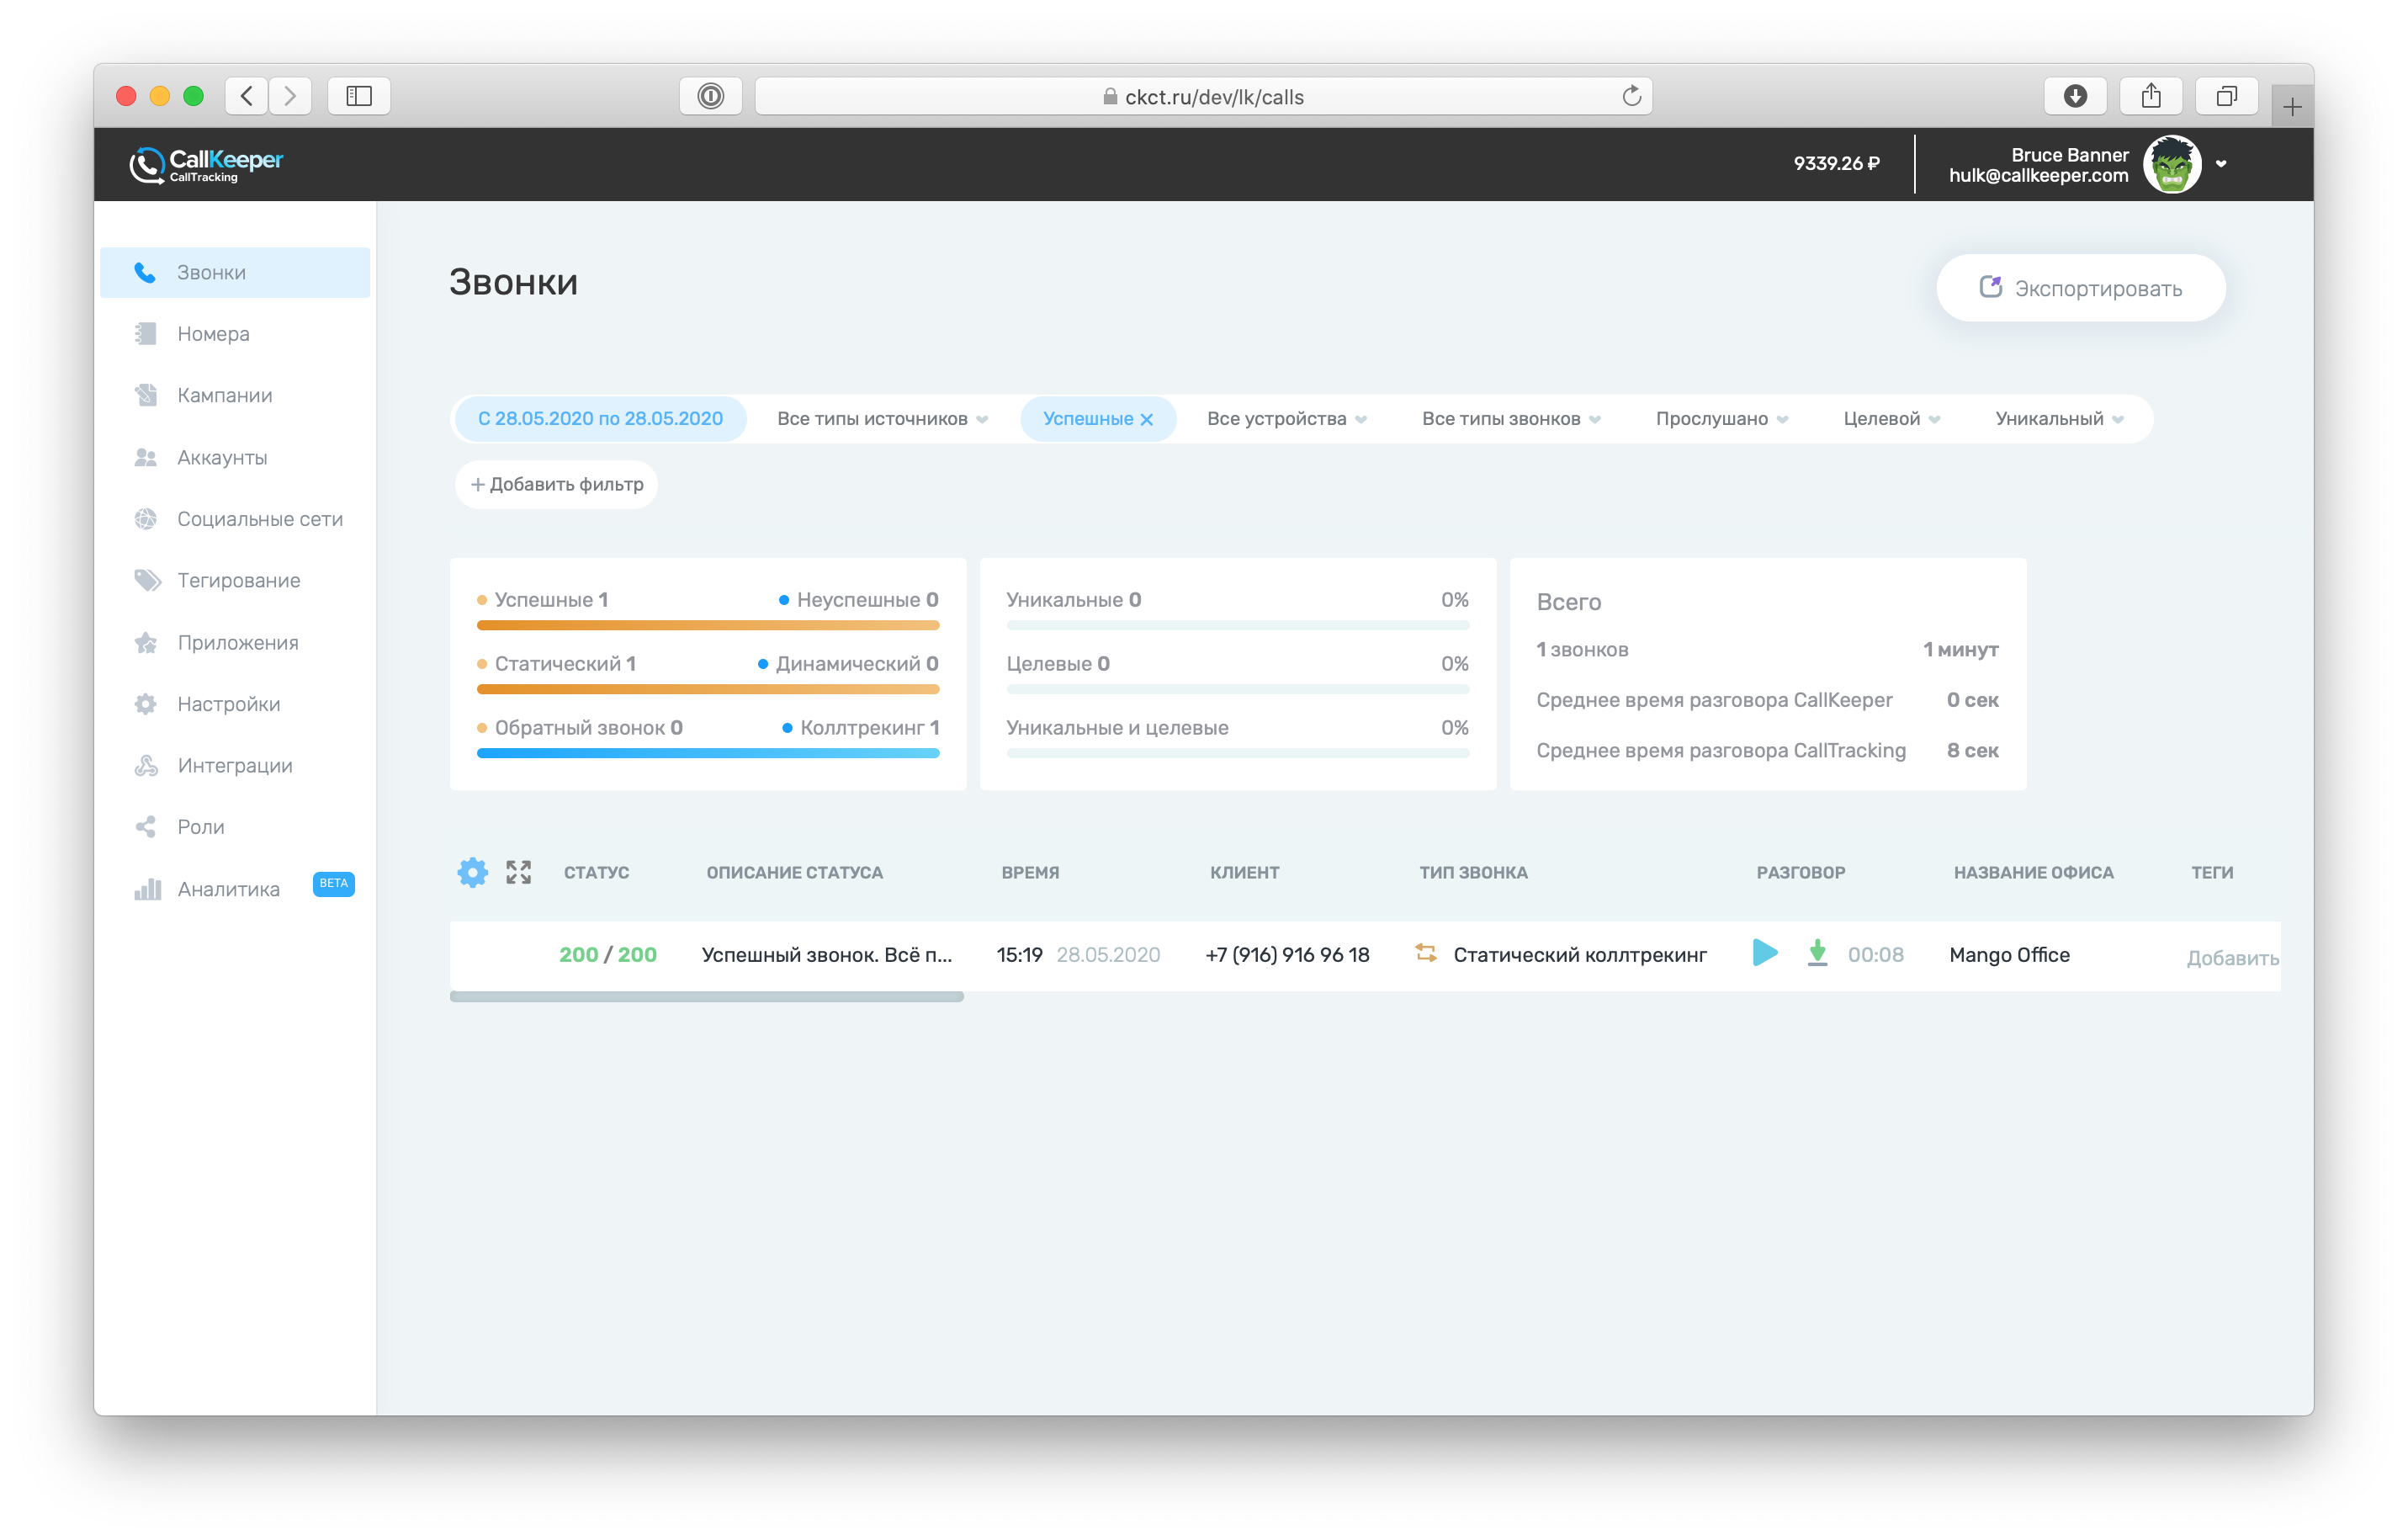 ckct.ru/dev/lk/calls
CallKeeper
CallTracking
9339.26 ₽
Bruce Banner
hulk@callkeeper.com
Звонки
Номера
Кампании
Аккаунты
Социальные сети
Тегирование
Приложения
Настройки
Интеграции
Роли
Аналитика BETA
Звонки
Экспортировать
С 28.05.2020 по 28.05.2020 Все типы источников Успешные Все устройства Все типы звонков Прослушано Целевой Уникальный
+ Добавить фильтр
Успешные 1 Неуспешные 0
Статический 1 Динамический 0
Обратный звонок 0 Коллтрекинг 1
Уникальные 0 0%
Целевые 0 0%
Уникальные и целевые 0%
Всего
1 звонков 1 минут
Среднее время разговора CallKeeper 0 сек
Среднее время разговора CallTracking 8 сек
СТАТУС ОПИСАНИЕ СТАТУСА ВРЕМЯ КЛИЕНТ ТИП ЗВОНКА РАЗГОВОР НАЗВАНИЕ ОФИСА ТЕГИ
200 / 200 Успешный звонок. Всё п... 15:19 28.05.2020 +7 (916) 916 96 18 Статический коллтрекинг 00:08 Mango Office Добавить